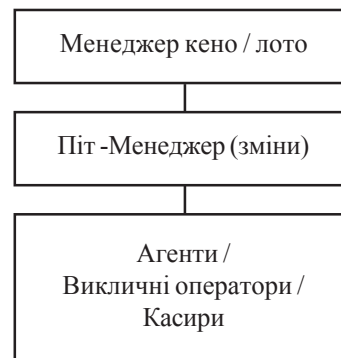 Менеджер кено / лото
Піт -Менеджер (зміни)
Агенти /
Викличні оператори /
Касири